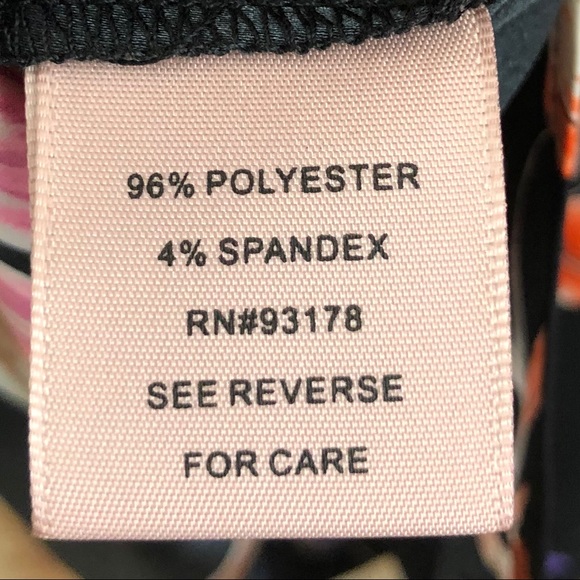 96% POLYESTER
4% SPANDEX
RN#93178
SEE REVERSE
FOR CARE